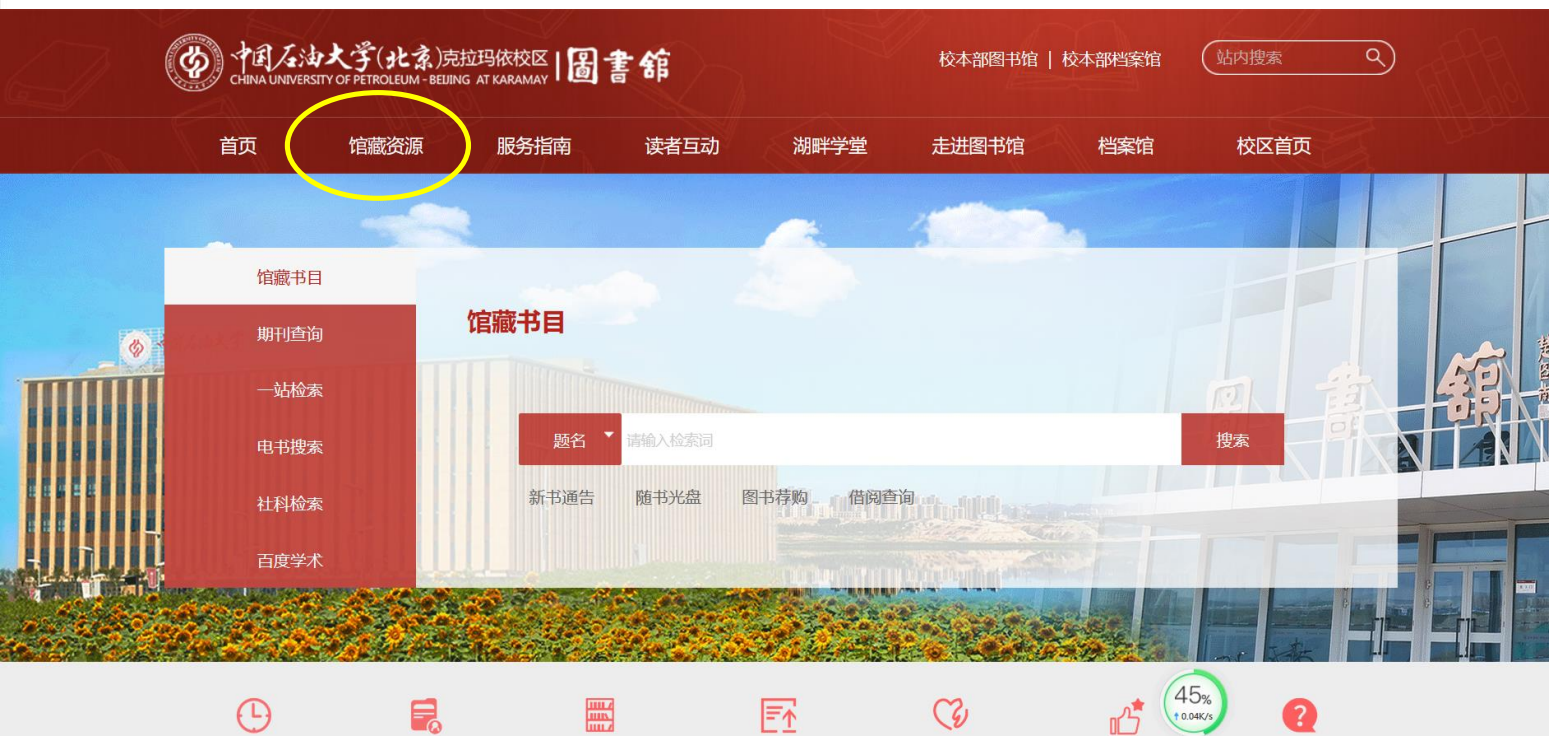 中国石油大学(北京)克拉玛依校区 | 圖書館
CHINA UNIVERSITY OF PETROLEUM - BEIJING AT KARAMAY
校本部图书馆 | 校本部档案馆
站内搜索
首页 馆藏资源 服务指南 读者互动 湖畔学堂 走进图书馆 档案馆 校区首页
馆藏书目
期刊查询
一站检索
电书搜索
社科检索
百度学术
馆藏书目
题名 请输入检索词 搜索
新书通告 随书光盘 图书荐购 借阅查询
圖書館
45%
↑ 0.04K/s